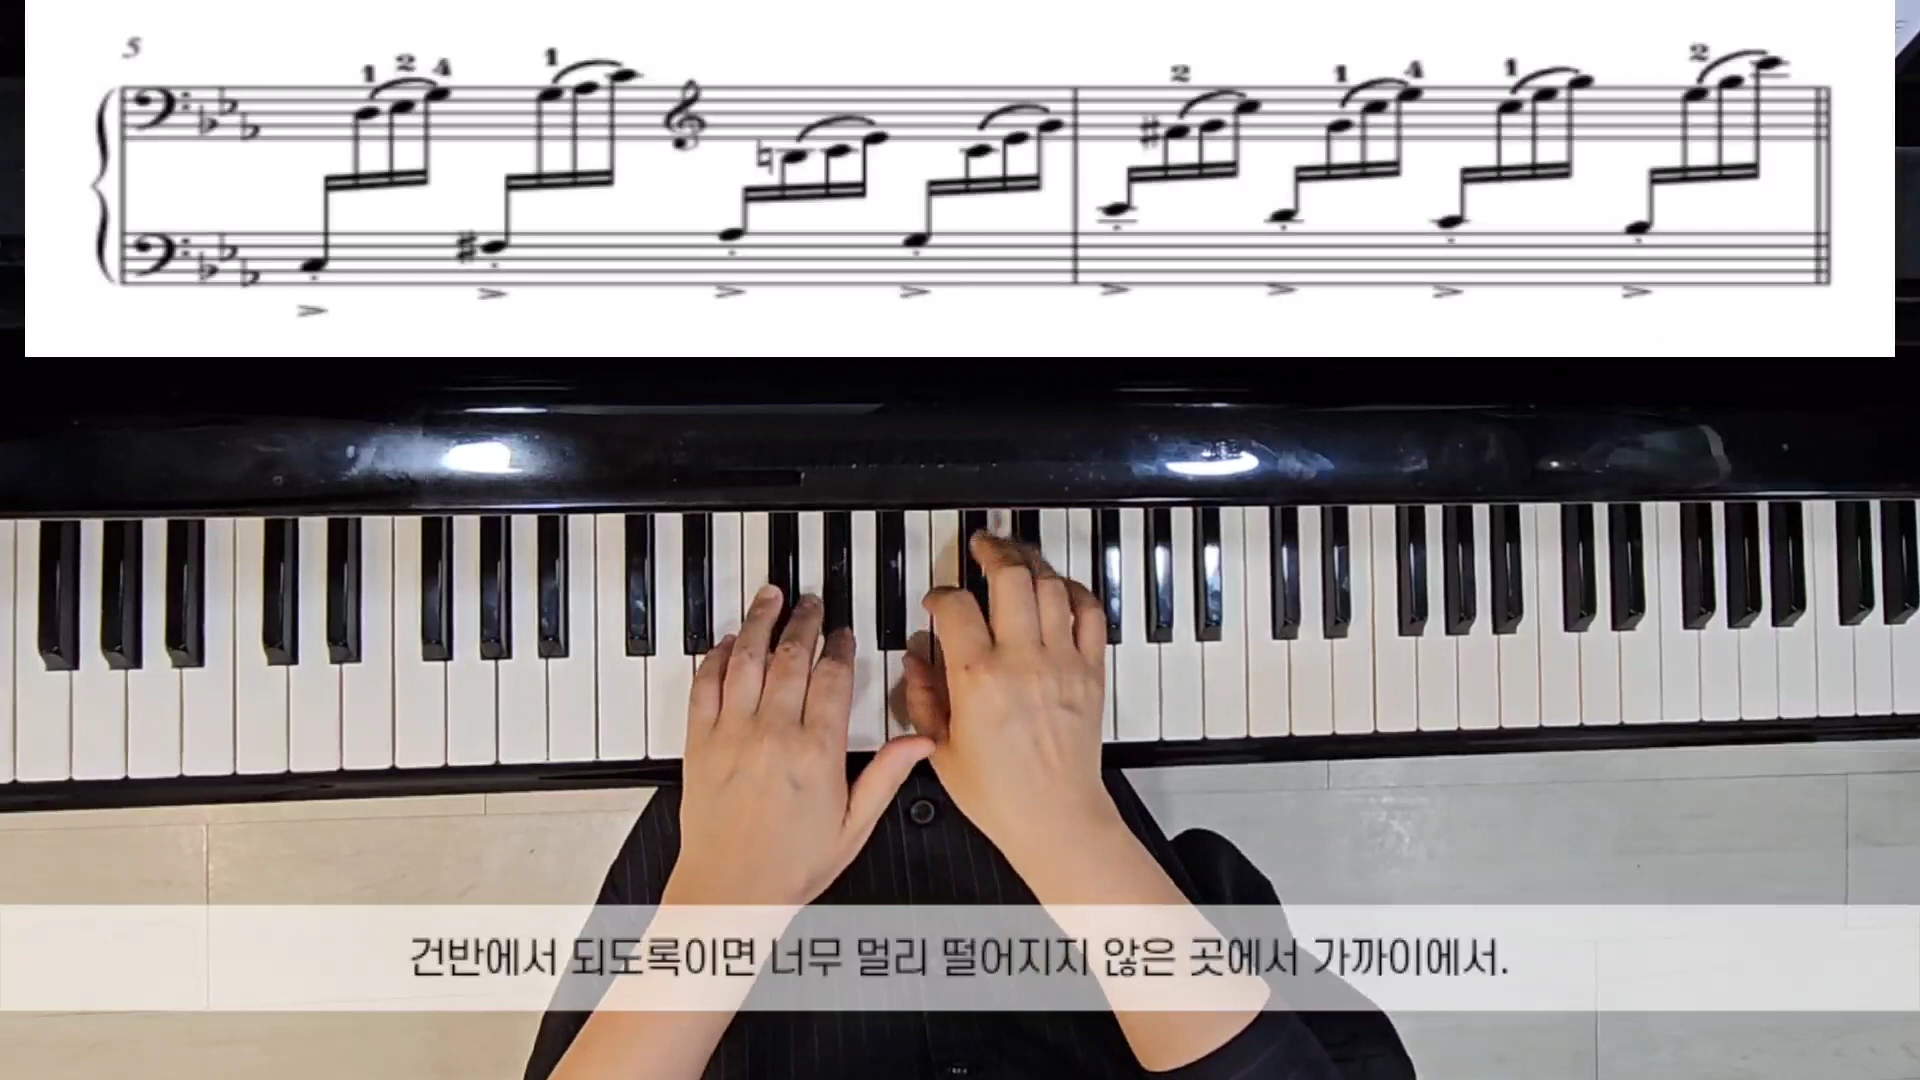 5
1 2 4 1 2 1 4 1 2
건반에서 되도록이면 너무 멀리 떨어지지 않은 곳에서 가까이에서.